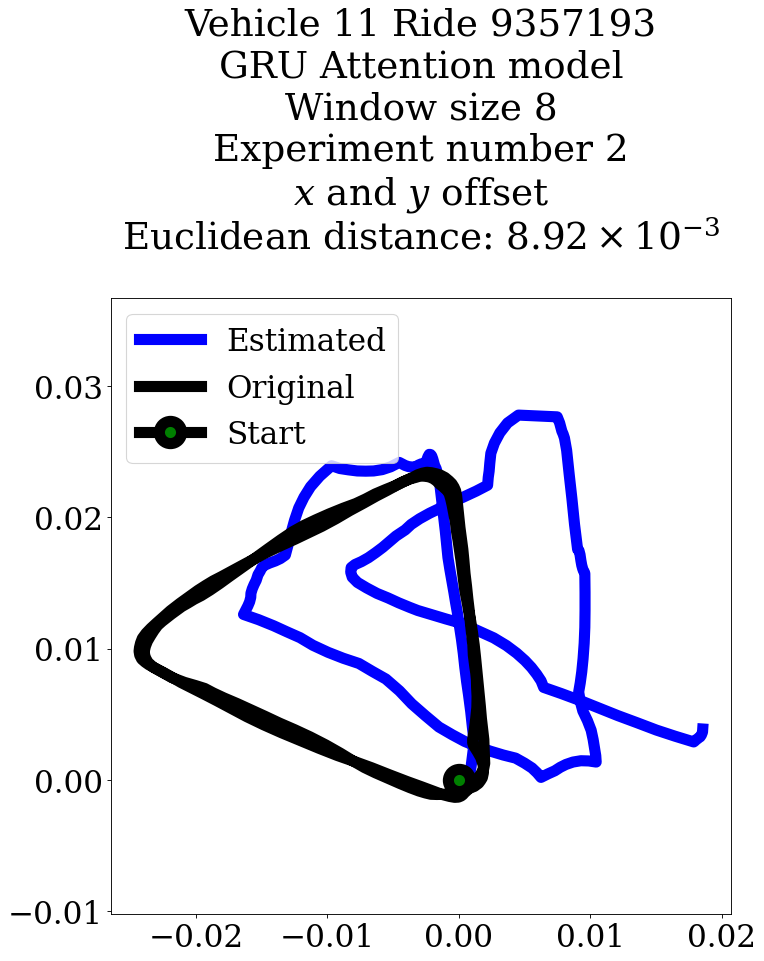 Vehicle 11 Ride 9357193
GRU Attention model
Window size 8
Experiment number 2
x and y offset
Euclidean distance: 8.92 × 10⁻³
Estimated
Original
Start
0.03
0.02
0.01
0.00
−0.01
−0.02
−0.01
0.00
0.01
0.02